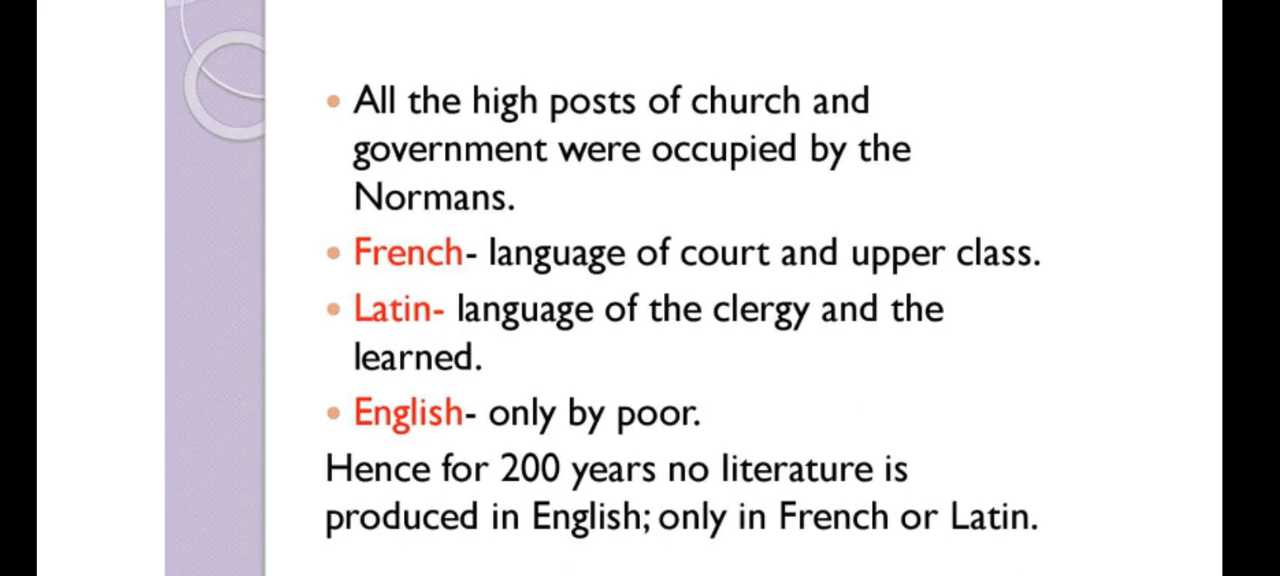 All the high posts of church and
government were occupied by the
Normans.
French- language of court and upper class.
Latin- language of the clergy and the
learned.
English- only by poor.
Hence for 200 years no literature is
produced in English; only in French or Latin.